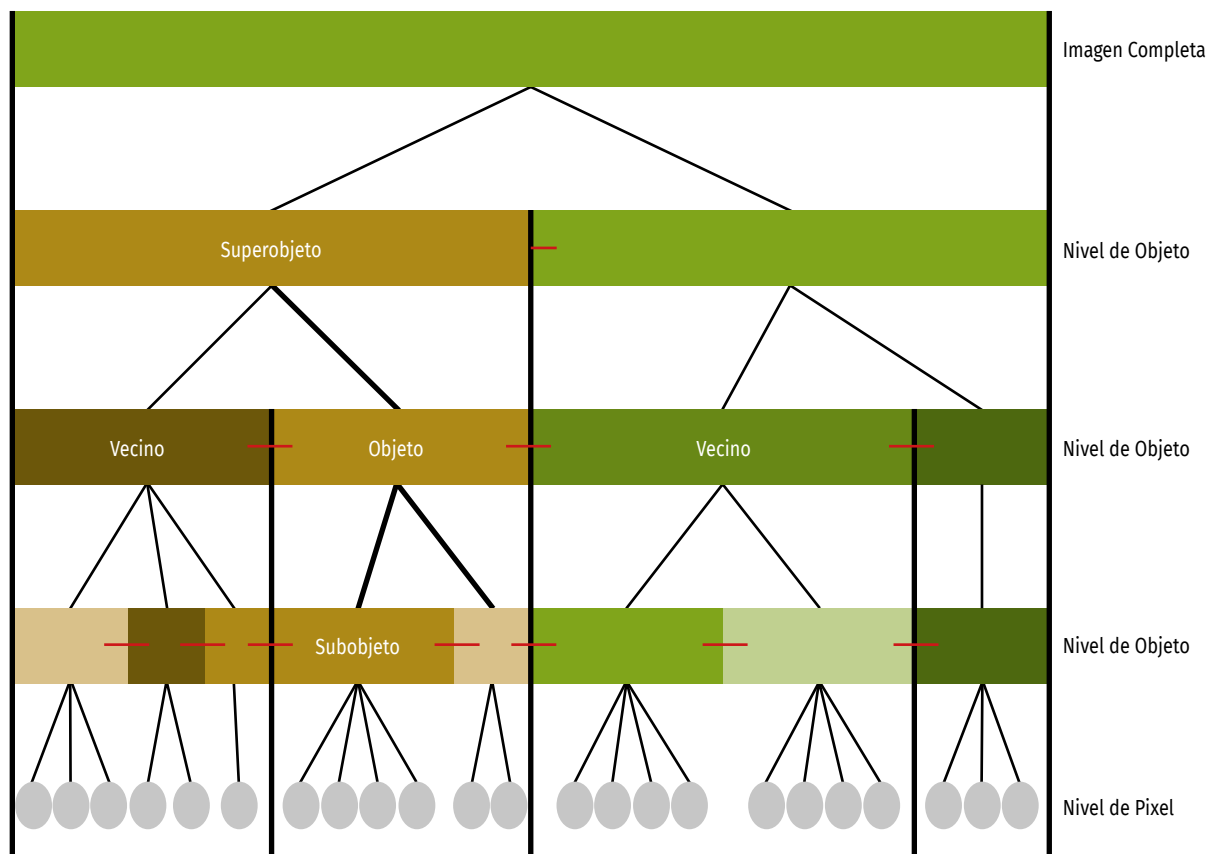 Imagen Completa
Superobjeto
Nivel de Objeto
Vecino
Objeto
Vecino
Nivel de Objeto
Subobjeto
Nivel de Objeto
Nivel de Pixel